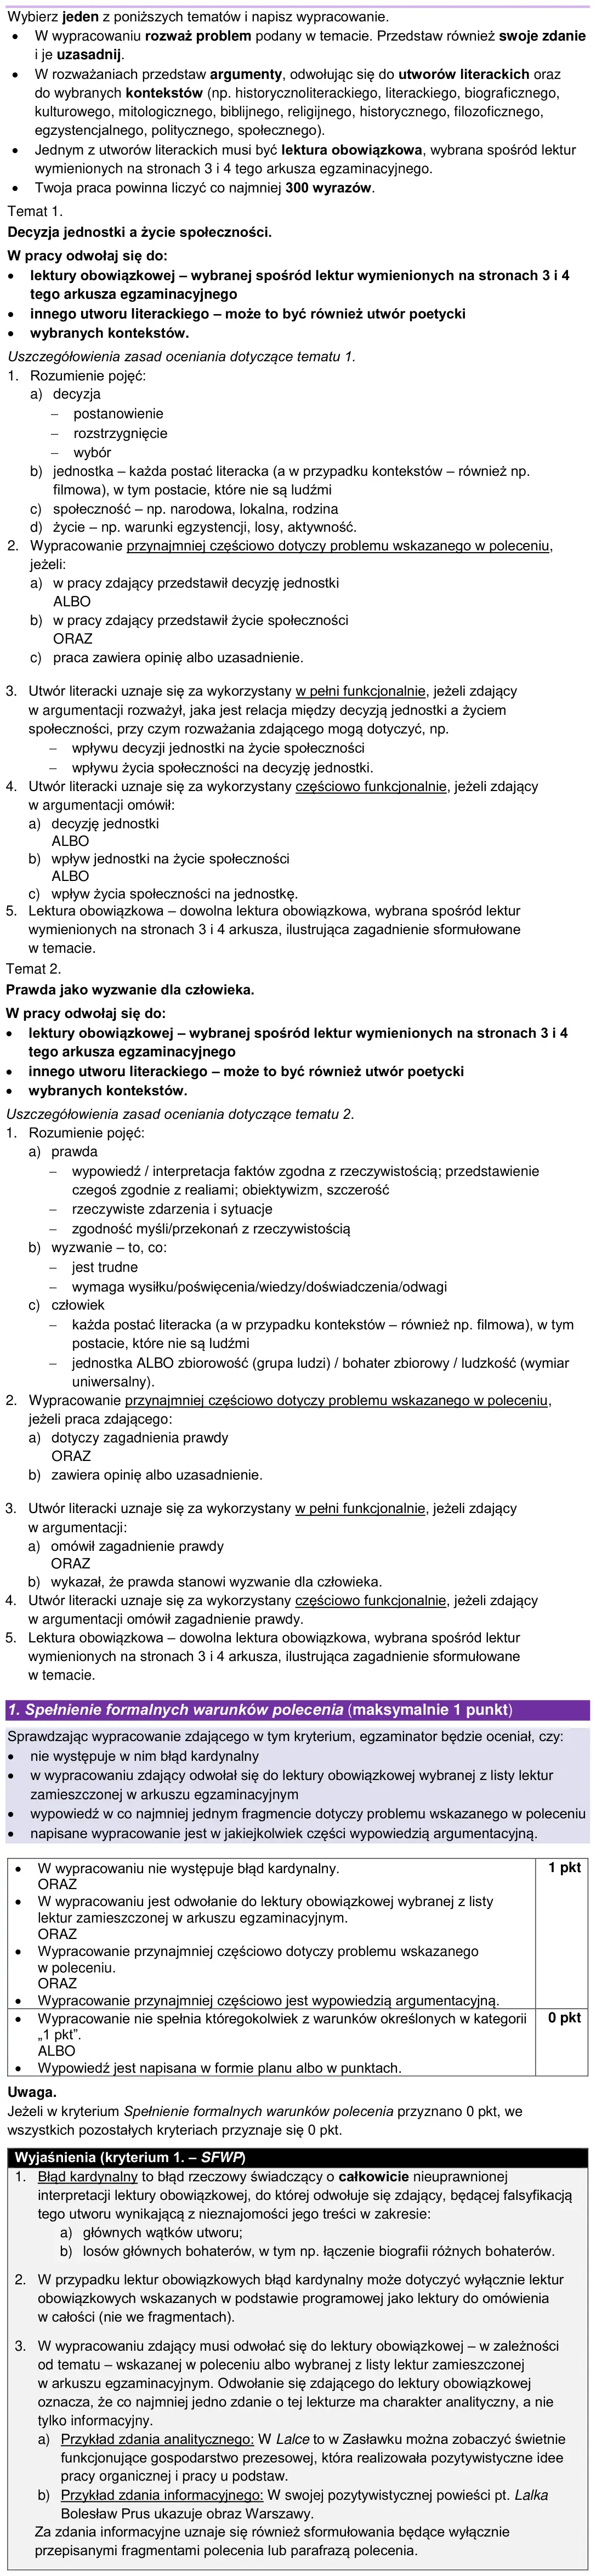 Wybierz jeden z poniższych tematów i napisz wypracowanie.
• W wypracowaniu rozważ problem podany w temacie. Przedstaw również swoje zdanie
i je uzasadnij.
• W rozważaniach przedstaw argumenty, odwołując się do utworów literackich oraz
do wybranych kontekstów (np. historycznoliterackiego, literackiego, biograficznego,
kulturowego, mitologicznego, biblijnego, religijnego, historycznego, filozoficznego,
egzystencjalnego, politycznego, społecznego).
• Jednym z utworów literackich musi być lektura obowiązkowa, wybrana spośród lektur
wymienionych na stronach 3 i 4 tego arkusza egzaminacyjnego.
• Twoja praca powinna liczyć co najmniej 300 wyrazów.
Temat 1.
Decyzja jednostki a życie społeczności.
W pracy odwołaj się do:
• lektury obowiązkowej – wybranej spośród lektur wymienionych na stronach 3 i 4
tego arkusza egzaminacyjnego
• innego utworu literackiego – może to być również utwór poetycki
• wybranych kontekstów.
Uszczegółowienia zasad oceniania dotyczące tematu 1.
1. Rozumienie pojęć:
a) decyzja
– postanowienie
– rozstrzygnięcie
– wybór
b) jednostka – każda postać literacka (a w przypadku kontekstów – również np.
filmowa), w tym postacie, które nie są ludźmi
c) społeczność – np. narodowa, lokalna, rodzina
d) życie – np. warunki egzystencji, losy, aktywność.
2. Wypracowanie przynajmniej częściowo dotyczy problemu wskazanego w poleceniu,
jeżeli:
a) w pracy zdający przedstawił decyzję jednostki
ALBO
b) w pracy zdający przedstawił życie społeczności
ORAZ
c) praca zawiera opinię albo uzasadnienie.
3. Utwór literacki uznaje się za wykorzystany w pełni funkcjonalnie, jeżeli zdający
w argumentacji rozważył, jaka jest relacja między decyzją jednostki a życiem
społeczności, przy czym rozważania zdającego mogą dotyczyć, np.
– wpływu decyzji jednostki na życie społeczności
– wpływu życia społeczności na decyzję jednostki.
4. Utwór literacki uznaje się za wykorzystany częściowo funkcjonalnie, jeżeli zdający
w argumentacji omówił:
a) decyzję jednostki
ALBO
b) wpływ jednostki na życie społeczności
ALBO
c) wpływ życia społeczności na jednostkę.
5. Lektura obowiązkowa – dowolna lektura obowiązkowa, wybrana spośród lektur
wymienionych na stronach 3 i 4 arkusza, ilustrująca zagadnienie sformułowane
w temacie.
Temat 2.
Prawda jako wyzwanie dla człowieka.
W pracy odwołaj się do:
• lektury obowiązkowej – wybranej spośród lektur wymienionych na stronach 3 i 4
tego arkusza egzaminacyjnego
• innego utworu literackiego – może to być również utwór poetycki
• wybranych kontekstów.
Uszczegółowienia zasad oceniania dotyczące tematu 2.
1. Rozumienie pojęć:
a) prawda
– wypowiedź / interpretacja faktów zgodna z rzeczywistością; przedstawienie
czegoś zgodnie z realiami; obiektywizm, szczerość
– rzeczywiste zdarzenia i sytuacje
– zgodność myśli/przekonań z rzeczywistością
b) wyzwanie – to, co:
– jest trudne
– wymaga wysiłku/poświęcenia/wiedzy/doświadczenia/odwagi
c) człowiek
– każda postać literacka (a w przypadku kontekstów – również np. filmowa), w tym
postacie, które nie są ludźmi
– jednostka ALBO zbiorowość (grupa ludzi) / bohater zbiorowy / ludzkość (wymiar
uniwersalny).
2. Wypracowanie przynajmniej częściowo dotyczy problemu wskazanego w poleceniu,
jeżeli praca zdającego:
a) dotyczy zagadnienia prawdy
ORAZ
b) zawiera opinię albo uzasadnienie.
3. Utwór literacki uznaje się za wykorzystany w pełni funkcjonalnie, jeżeli zdający
w argumentacji:
a) omówił zagadnienie prawdy
ORAZ
b) wykazał, że prawda stanowi wyzwanie dla człowieka.
4. Utwór literacki uznaje się za wykorzystany częściowo funkcjonalnie, jeżeli zdający
w argumentacji omówił zagadnienie prawdy.
5. Lektura obowiązkowa – dowolna lektura obowiązkowa, wybrana spośród lektur
wymienionych na stronach 3 i 4 arkusza, ilustrująca zagadnienie sformułowane
w temacie.
1. Spełnienie formalnych warunków polecenia (maksymalnie 1 punkt)
Sprawdzając wypracowanie zdającego w tym kryterium, egzaminator będzie oceniał, czy:
• nie występuje w nim błąd kardynalny
• w wypracowaniu zdający odwołał się do lektury obowiązkowej wybranej z listy lektur
zamieszczonej w arkuszu egzaminacyjnym
• wypowiedź w co najmniej jednym fragmencie dotyczy problemu wskazanego w poleceniu
• napisane wypracowanie jest w jakiejkolwiek części wypowiedzią argumentacyjną.
• W wypracowaniu nie występuje błąd kardynalny. 1 pkt
ORAZ
• W wypracowaniu jest odwołanie do lektury obowiązkowej wybranej z listy
lektur zamieszczonej w arkuszu egzaminacyjnym.
ORAZ
• Wypracowanie przynajmniej częściowo dotyczy problemu wskazanego
w poleceniu.
ORAZ
• Wypracowanie przynajmniej częściowo jest wypowiedzią argumentacyjną.
• Wypracowanie nie spełnia któregokolwiek z warunków określonych w kategorii 0 pkt
„1 pkt”.
ALBO
• Wypowiedź jest napisana w formie planu albo w punktach.
Uwaga.
Jeżeli w kryterium Spełnienie formalnych warunków polecenia przyznano 0 pkt, we
wszystkich pozostałych kryteriach przyznaje się 0 pkt.
Wyjaśnienia (kryterium 1. – SFWP)
1. Błąd kardynalny to błąd rzeczowy świadczący o całkowicie nieuprawnionej
interpretacji lektury obowiązkowej, do której odwołuje się zdający, będącej falsyfikacją
tego utworu wynikającą z nieznajomości jego treści w zakresie:
a) głównych wątków utworu;
b) losów głównych bohaterów, w tym np. łączenie biografii różnych bohaterów.
2. W przypadku lektur obowiązkowych błąd kardynalny może dotyczyć wyłącznie lektur
obowiązkowych wskazanych w podstawie programowej jako lektury do omówienia
w całości (nie we fragmentach).
3. W wypracowaniu zdający musi odwołać się do lektury obowiązkowej – w zależności
od tematu – wskazanej w poleceniu albo wybranej z listy lektur zamieszczonej
w arkuszu egzaminacyjnym. Odwołanie się zdającego do lektury obowiązkowej
oznacza, że co najmniej jedno zdanie o tej lekturze ma charakter analityczny, a nie
tylko informacyjny.
a) Przykład zdania analitycznego: W Lalce to w Zasławku można zobaczyć świetnie
funkcjonujące gospodarstwo prezesowej, która realizowała pozytywistyczne idee
pracy organicznej i pracy u podstaw.
b) Przykład zdania informacyjnego: W swojej pozytywistycznej powieści pt. Lalka
Bolesław Prus ukazuje obraz Warszawy.
Za zdania informacyjne uznaje się również sformułowania będące wyłącznie
przepisanymi fragmentami polecenia lub parafrazą polecenia.